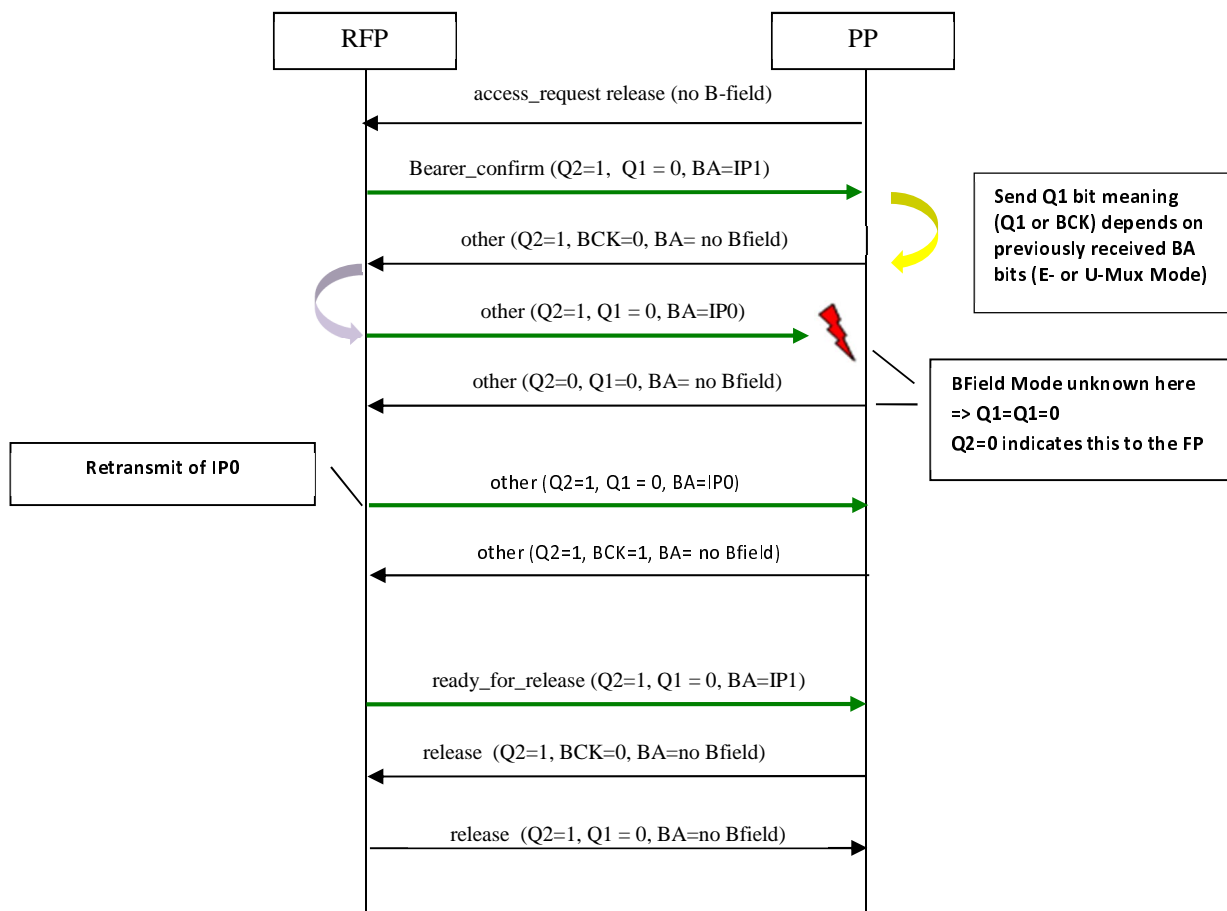 RFP
PP
access_request release (no B-field)
Bearer_confirm (Q2=1, Q1 = 0, BA=IP1)
Send Q1 bit meaning
(Q1 or BCK) depends on
previously received BA
bits (E- or U-Mux Mode)
other (Q2=1, BCK=0, BA= no Bfield)
other (Q2=1, Q1 = 0, BA=IP0)
other (Q2=0, Q1=0, BA= no Bfield)
BField Mode unknown here
=> Q1=Q1=0
Q2=0 indicates this to the FP
Retransmit of IP0
other (Q2=1, Q1 = 0, BA=IP0)
other (Q2=1, BCK=1, BA= no Bfield)
ready_for_release (Q2=1, Q1 = 0, BA=IP1)
release (Q2=1, BCK=0, BA=no Bfield)
release (Q2=1, Q1 = 0, BA=no Bfield)